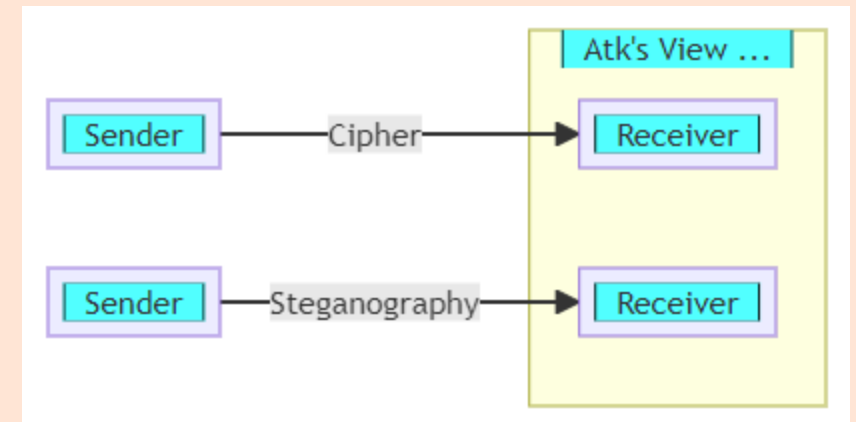 Atk's View ...
Sender Cipher Receiver
Sender Steganography Receiver